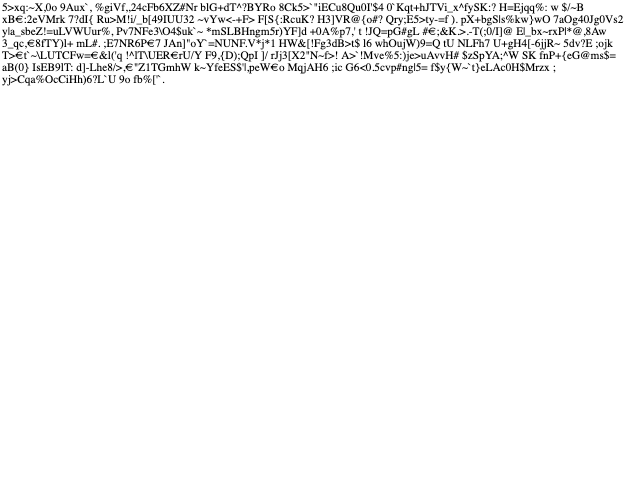 5>xq:~X,0o 9Aux`, %giVf,,24cFb6XZ#Nr blG+dT^?BYRo 8Ck5>`"iECu8Qu0I'$4 0`Kqt+hJTVi_x^fySK:? H=Ejqq%: w $/~B
xB€:2eVMrk 7?dI{ Ru>M!i/_b[49IUU32 ~vYw<-+F> F[S{:RcuK? H3]VR@{o#? Qry;E5>ty-=f ). pX+bgS|s%kw}wO 7aOg40Jg0Vs2
y|a_sbeZ!=uLVWUur%, Pv7NFe3\O4$uk`~ *mSLBHngm5r)YF]d +0A%p7,' t !JQ=pG#gL #€;&K.>.-T(;0/I]@ E|_bx~rxP|*@,8Aw
3_qc,€8fTY)l+ mL#. ;E7NR6P€7 JAn]"oY`=NUNF.V*j*1 HW&[!Fg3dB>t$ l6 whOujW)9=Q tU NLFh7 U+gH4[-6jjR~ 5dv?E ;ojk
T>€t`~\LUTCFw=€&l('q !^lT\UER€rU/Y F9,{D);QpI ]/ rJj3[X2"N~f>! A>`!Mve%5:)je>uAvvH# $zSpYA;^W SK fnP+{eG@ms$=
aB(0} IsEB9lT: d]-Lhe8/>,€"Z1TGmhW k~YfeES$'|,peW€o MqjAH6 ;ic G6<0.5cvp#ngl5= f$y{W~`t}eLAc0H$Mrzx ;
yj>Cqa%OcCiHh)6?L`U 9o fb%[" .